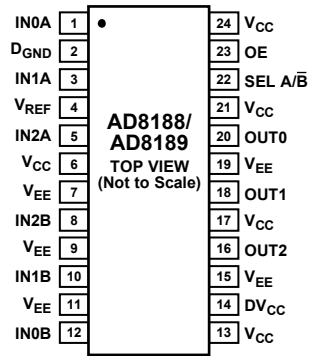 IN0A 1 24 VCC
DGND 2 23 OE
IN1A 3 22 SEL A/B̅
VREF 4 21 VCC
IN2A 5 20 OUT0
VCC 6 19 VEE
VEE 7 18 OUT1
IN2B 8 17 VCC
VEE 9 16 OUT2
IN1B 10 15 VEE
VEE 11 14 DVCC
IN0B 12 13 VCC
AD8188/
AD8189
TOP VIEW
(Not to Scale)